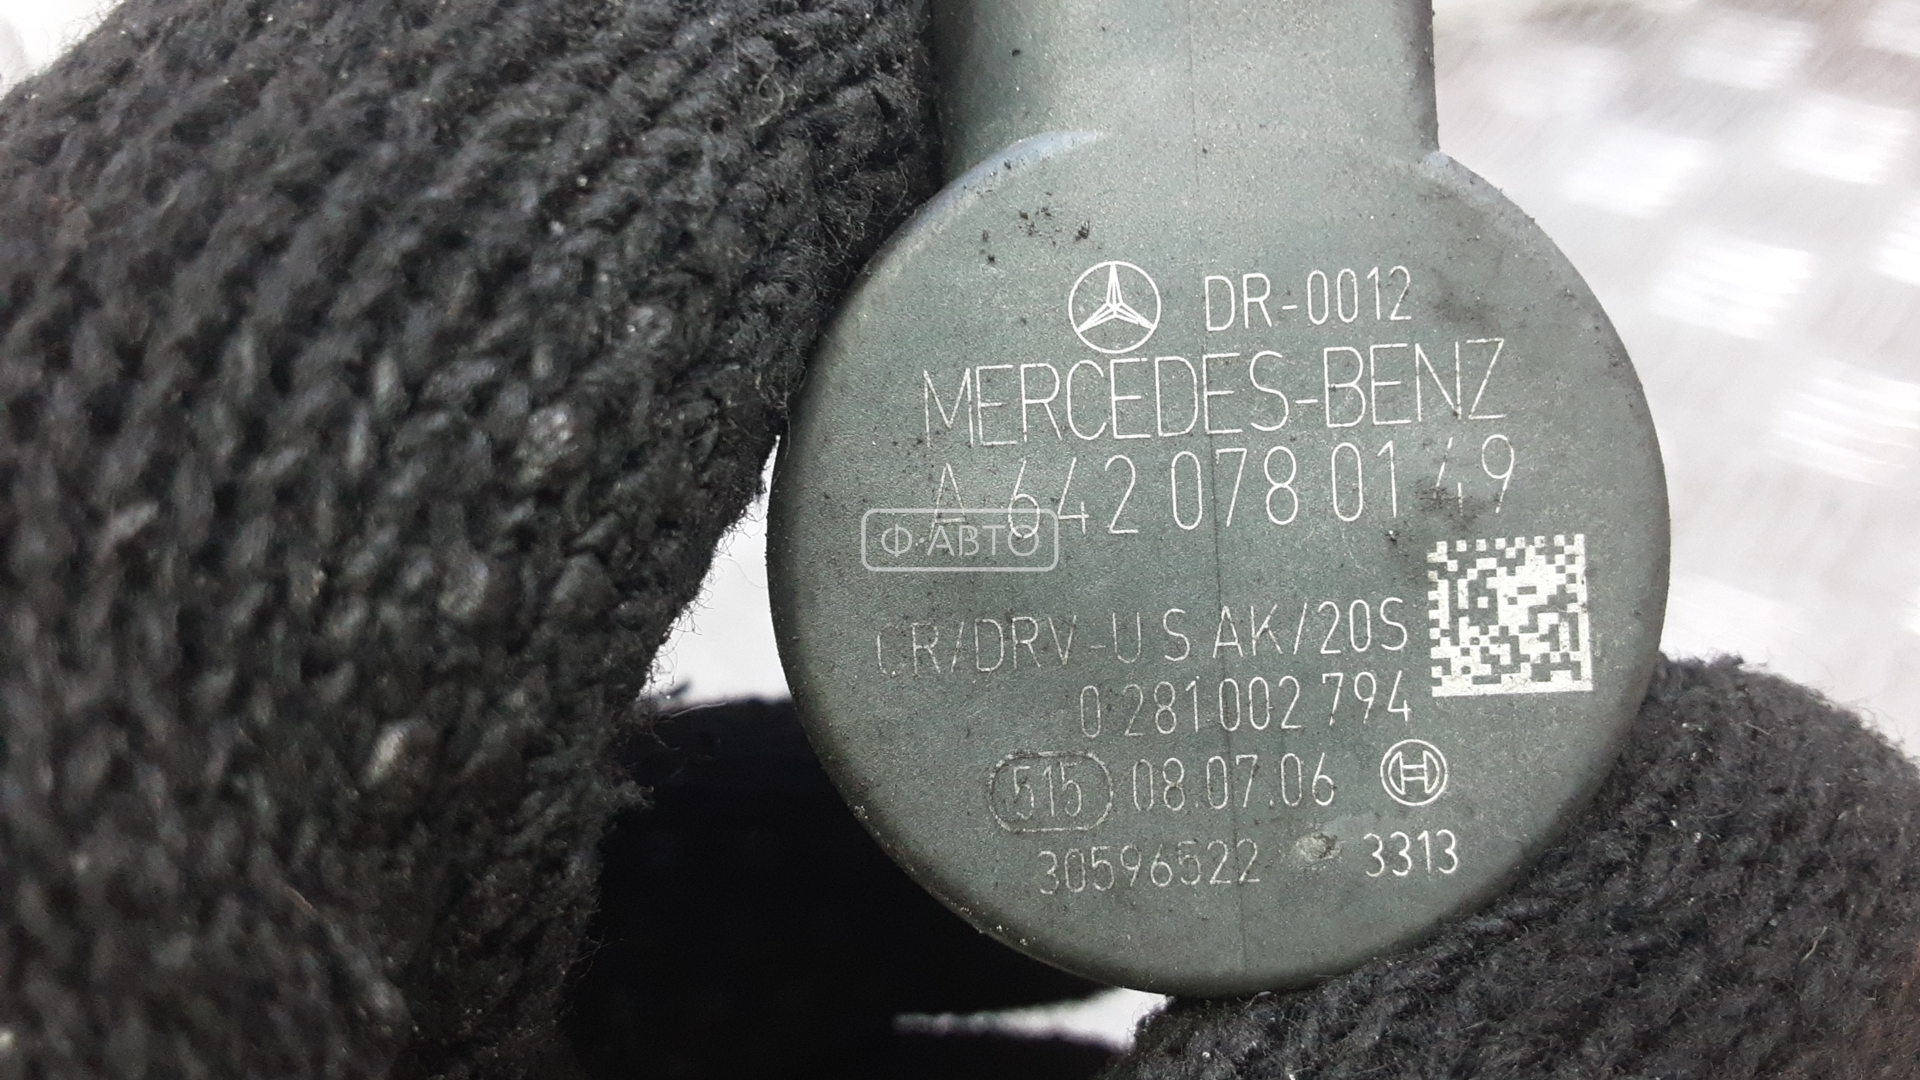 DR-0012
MERCEDES-BENZ
A 642 078 01 49
Ф-АВТО
CR/DRV-U S AK/20S
0 281 002 794
515 08.07.06
30596522 3313